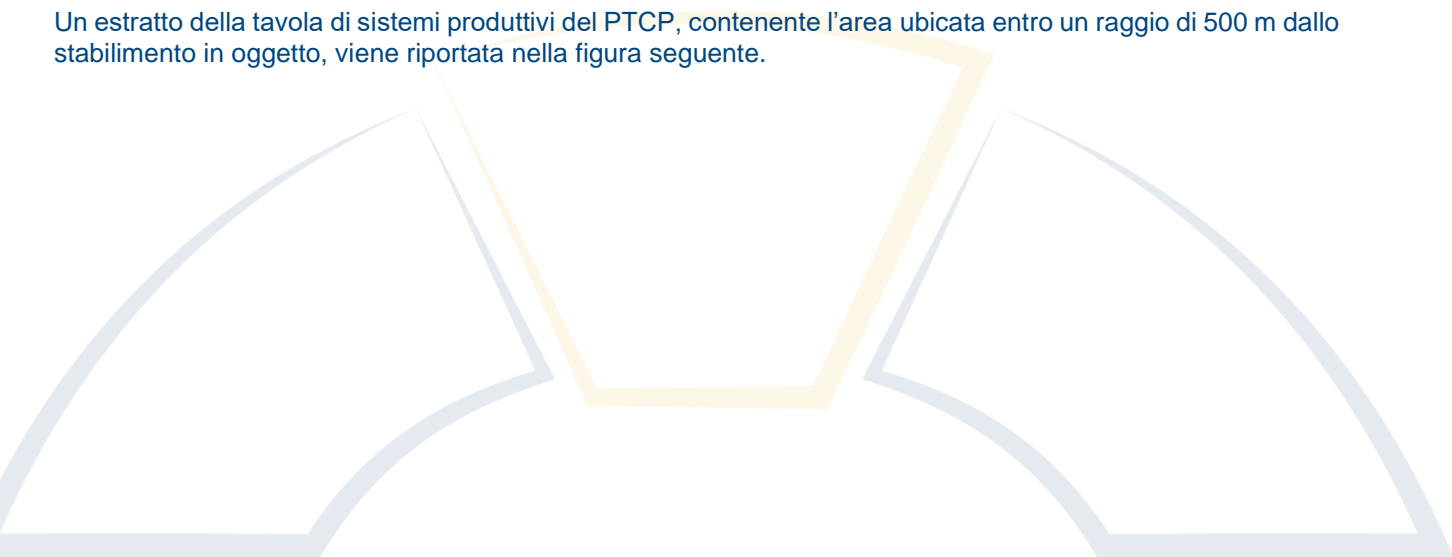 Un estratto della tavola di sistemi produttivi del PTCP, contenente l’area ubicata entro un raggio di 500 m dallo
stabilimento in oggetto, viene riportata nella figura seguente.